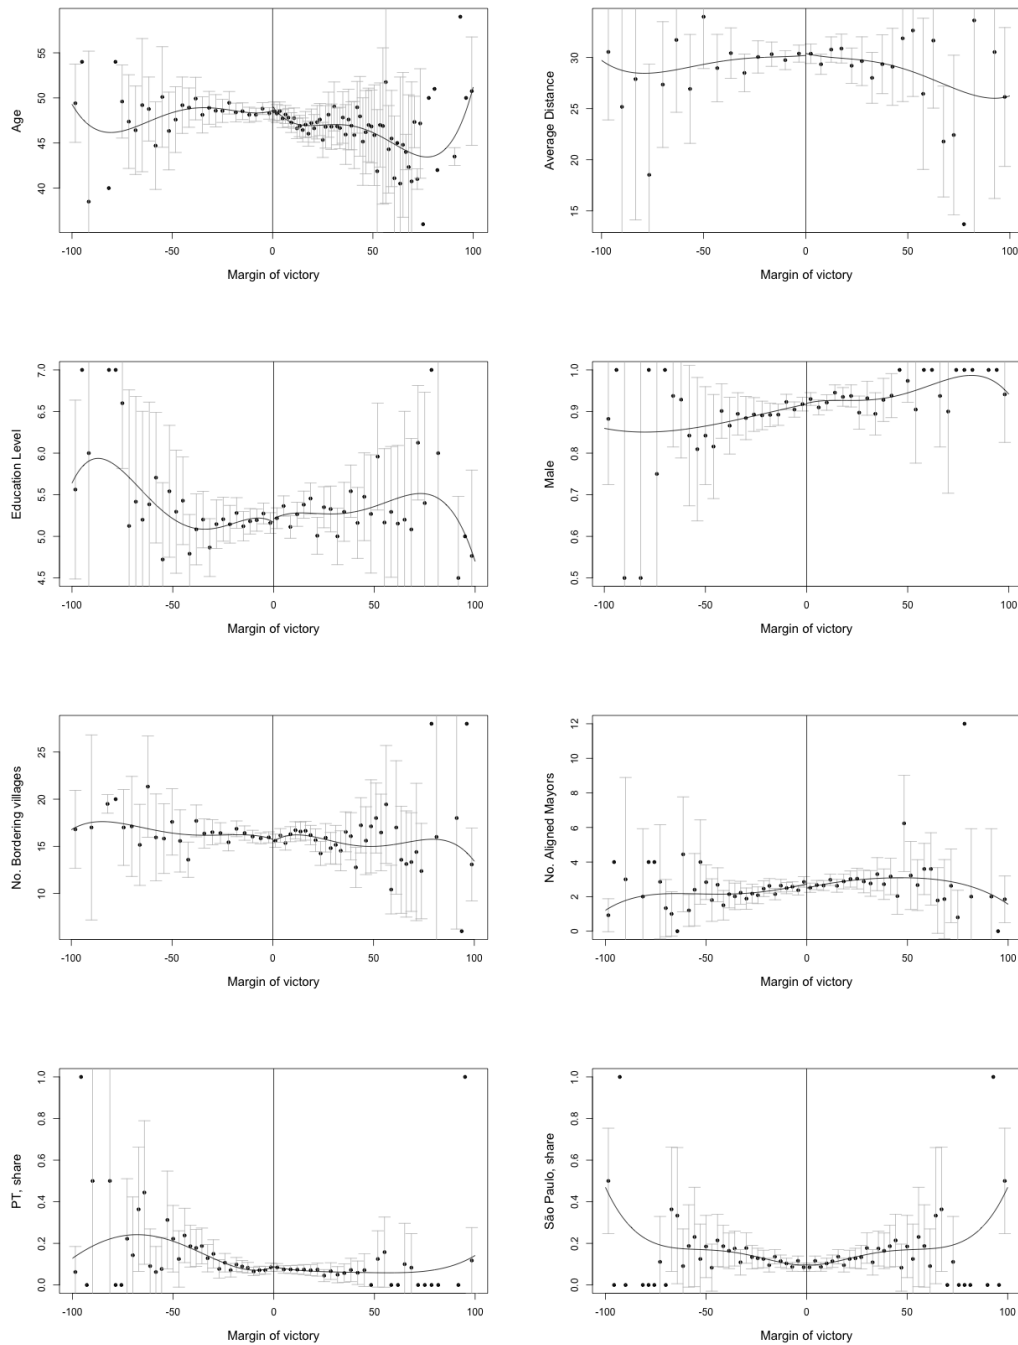 Age
55
50
45
40
-100 -50 0 50 100
Margin of victory
Average Distance
30
25
20
15
-100 -50 0 50 100
Margin of victory
Education Level
7.0
6.5
6.0
5.5
5.0
4.5
-100 -50 0 50 100
Margin of victory
Male
1.0
0.9
0.8
0.7
0.6
0.5
-100 -50 0 50 100
Margin of victory
No. Bordering villages
25
20
15
10
-100 -50 0 50 100
Margin of victory
No. Aligned Mayors
12
10
8
6
4
2
0
-100 -50 0 50 100
Margin of victory
PT, share
1.0
0.8
0.6
0.4
0.2
0.0
-100 -50 0 50 100
Margin of victory
São Paulo, share
1.0
0.8
0.6
0.4
0.2
0.0
-100 -50 0 50 100
Margin of victory